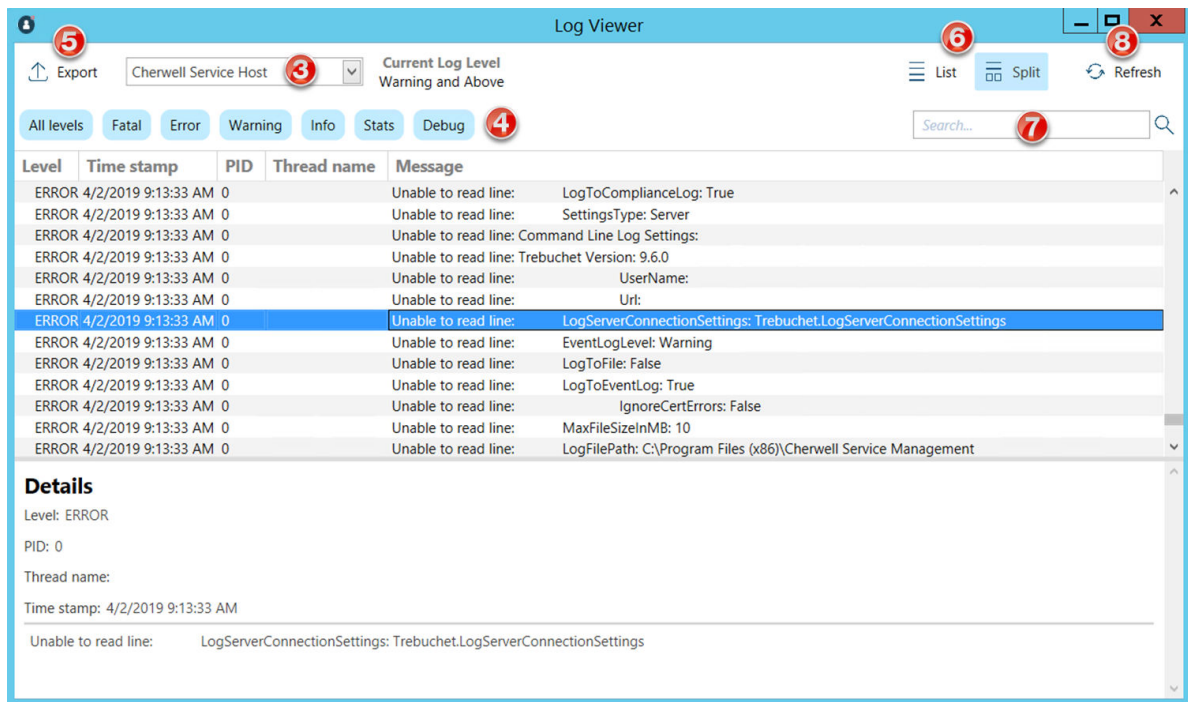 Log Viewer
5 6 8
Export Cherwell Service Host 3 Current Log Level List Split Refresh
Warning and Above
All levels Fatal Error Warning Info Stats Debug 4 Search... 7
Level Time stamp PID Thread name Message
ERROR 4/2/2019 9:13:33 AM 0 Unable to read line: LogToComplianceLog: True
ERROR 4/2/2019 9:13:33 AM 0 Unable to read line: SettingsType: Server
ERROR 4/2/2019 9:13:33 AM 0 Unable to read line: Command Line Log Settings:
ERROR 4/2/2019 9:13:33 AM 0 Unable to read line: Trebuchet Version: 9.6.0
ERROR 4/2/2019 9:13:33 AM 0 Unable to read line: UserName:
ERROR 4/2/2019 9:13:33 AM 0 Unable to read line: Url:
ERROR 4/2/2019 9:13:33 AM 0 Unable to read line: LogServerConnectionSettings: Trebuchet.LogServerConnectionSettings
ERROR 4/2/2019 9:13:33 AM 0 Unable to read line: EventLogLevel: Warning
ERROR 4/2/2019 9:13:33 AM 0 Unable to read line: LogToFile: False
ERROR 4/2/2019 9:13:33 AM 0 Unable to read line: LogToEventLog: True
ERROR 4/2/2019 9:13:33 AM 0 Unable to read line: IgnoreCertErrors: False
ERROR 4/2/2019 9:13:33 AM 0 Unable to read line: MaxFileSizeInMB: 10
ERROR 4/2/2019 9:13:33 AM 0 Unable to read line: LogFilePath: C:\Program Files (x86)\Cherwell Service Management
Details
Level: ERROR
PID: 0
Thread name:
Time stamp: 4/2/2019 9:13:33 AM
Unable to read line: LogServerConnectionSettings: Trebuchet.LogServerConnectionSettings